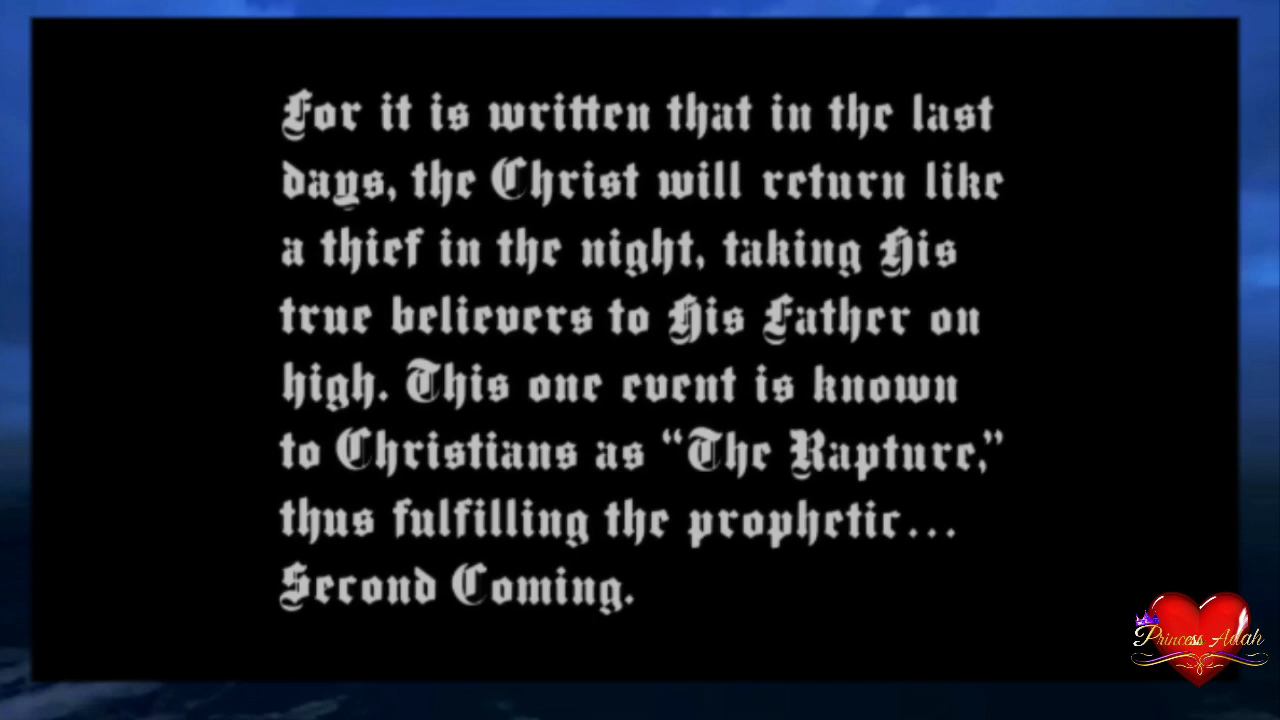 For it is written that in the last
days, the Christ will return like
a thief in the night, taking His
true believers to His Father on
high. This one event is known
to Christians as “The Rapture,”
thus fulfilling the prophetic...
Second Coming.
Princess Adah